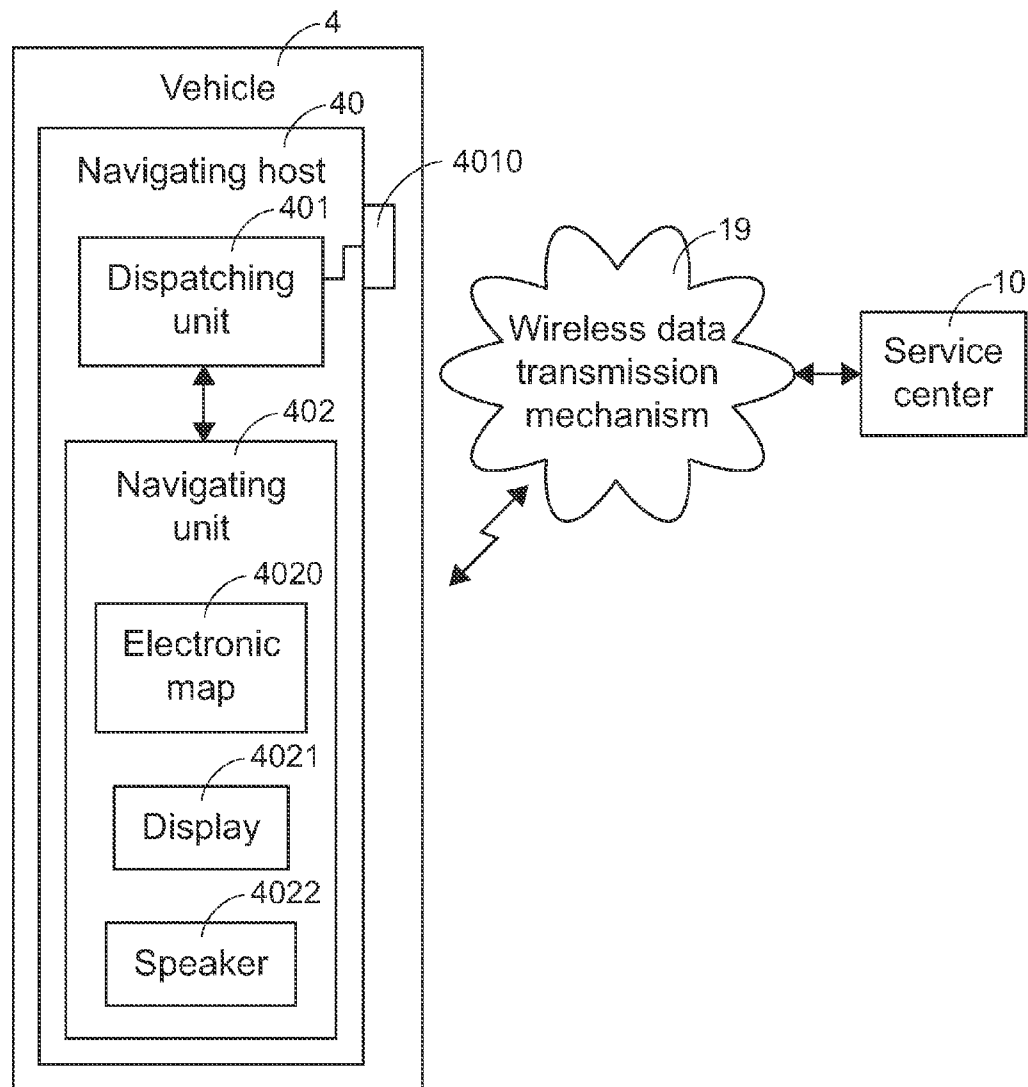 4
Vehicle
40
Navigating host
4010
401
Dispatching
unit
402
Navigating
unit
4020
Electronic
map
4021
Display
4022
Speaker
19
Wireless data
transmission
mechanism
10
Service
center